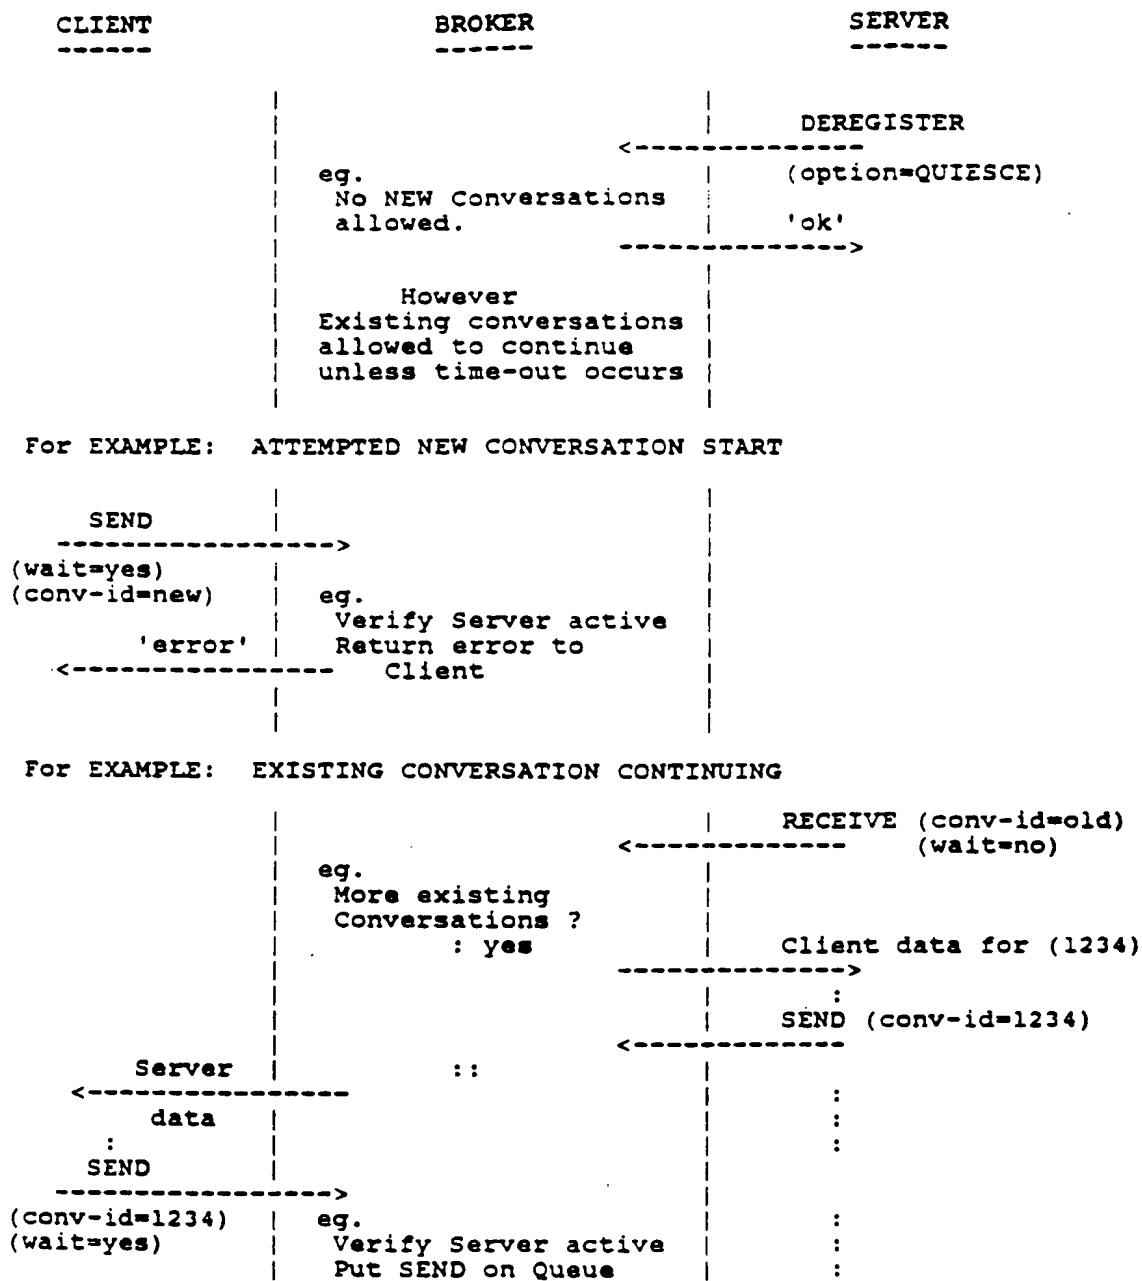 CLIENT BROKER SERVER
DEREGISTER
eg. (option=QUIESCE)
No NEW Conversations
allowed. 'ok'
However
Existing conversations
allowed to continue
unless time-out occurs
For EXAMPLE: ATTEMPTED NEW CONVERSATION START
SEND
(wait=yes)
(conv-id=new) eg.
Verify Server active
'error' Return error to
Client
For EXAMPLE: EXISTING CONVERSATION CONTINUING
RECEIVE (conv-id=old)
(wait=no)
eg.
More existing
Conversations ?
: yes Client data for (1234)
:
SEND (conv-id=1234)
Server ::
:
data :
: :
SEND
(conv-id=1234) eg. :
(wait=yes) Verify Server active :
Put SEND on Queue :